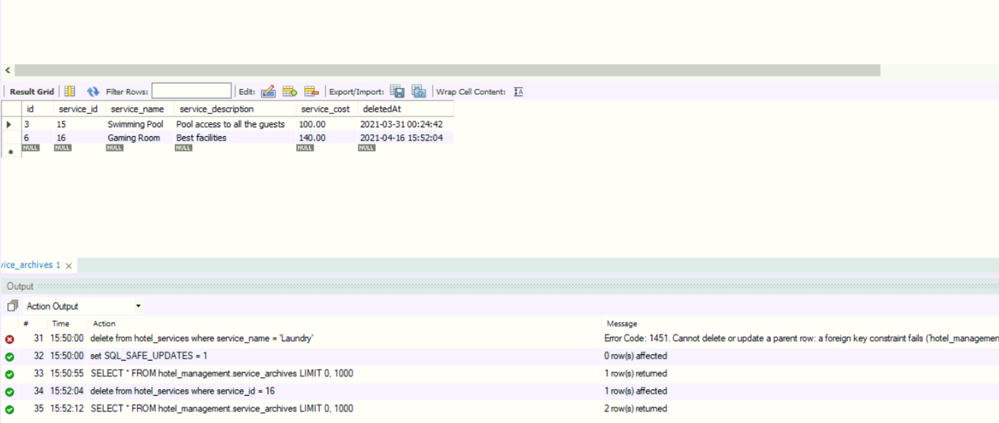 Result Grid Filter Rows: Edit: Export/Import: Wrap Cell Content:
id service_id service_name service_description service_cost deletedAt
3 15 Swimming Pool Pool access to all the guests 100.00 2021-03-31 00:24:42
6 16 Gaming Room Best facilities 140.00 2021-04-16 15:52:04
NULL NULL NULL NULL NULL NULL
vice_archives 1
Output
Action Output
# Time Action Message
31 15:50:00 delete from hotel_services where service_name = 'Laundry' Error Code: 1451. Cannot delete or update a parent row: a foreign key constraint fails (`hotel_managemen
32 15:50:00 set SQL_SAFE_UPDATES = 1 0 row(s) affected
33 15:50:55 SELECT * FROM hotel_management.service_archives LIMIT 0, 1000 1 row(s) returned
34 15:52:04 delete from hotel_services where service_id = 16 1 row(s) affected
35 15:52:12 SELECT * FROM hotel_management.service_archives LIMIT 0, 1000 2 row(s) returned